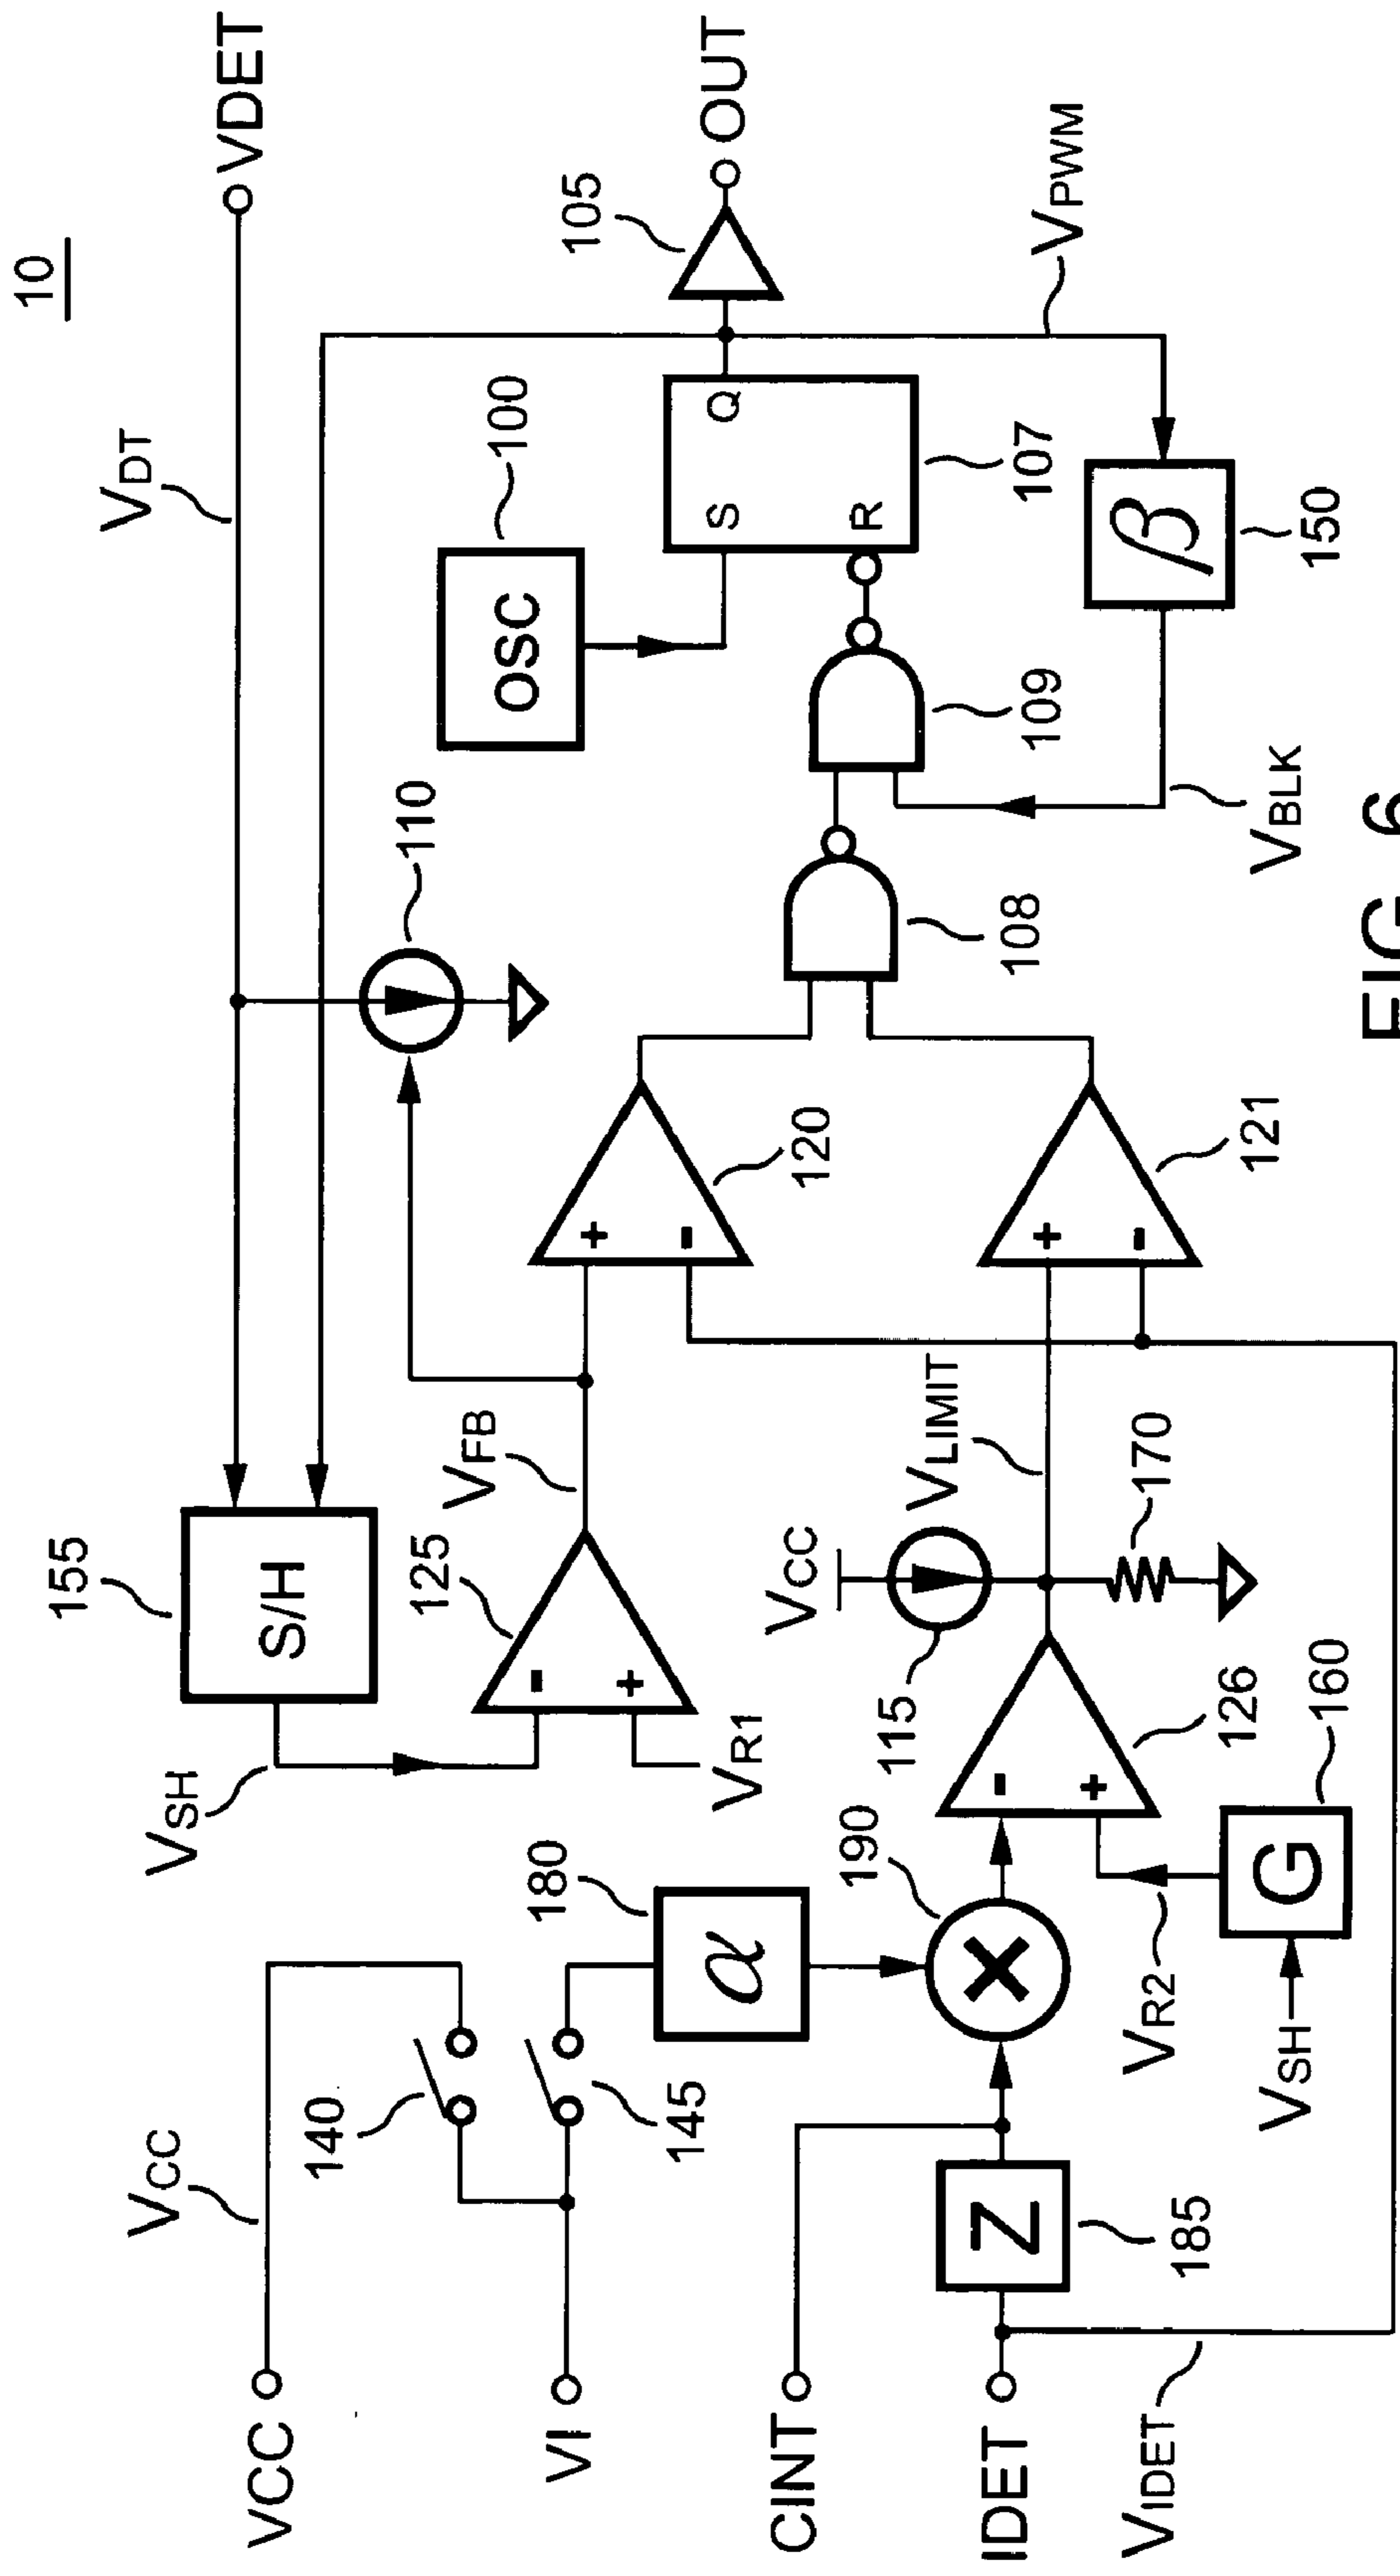 10
VDET
VDT
155
S/H
VSH
110
OSC
100
S
Q
R
107
105
OUT
VPWM
β
150
VBLK
109
108
VCC
VCC
140
145
VI
180
α
125
-
+
VR1
VFB
120
+
-
121
+
-
VCC
115
VLIMIT
170
190
×
126
-
+
160
G
VR2
VSH
CINT
IDET
Z
185
VIDET